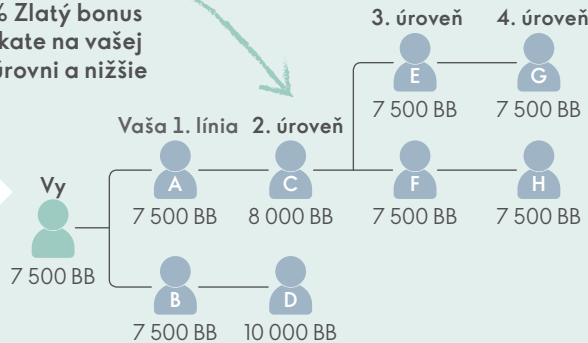 % Zlatý bonus
kate na vašej
úrovni a nižšie
3. úroveň 4. úroveň
E G
7 500 BB 7 500 BB
Vaša 1. línia 2. úroveň
Vy
A C F H
7 500 BB 8 000 BB 7 500 BB 7 500 BB
7 500 BB
B D
7 500 BB 10 000 BB